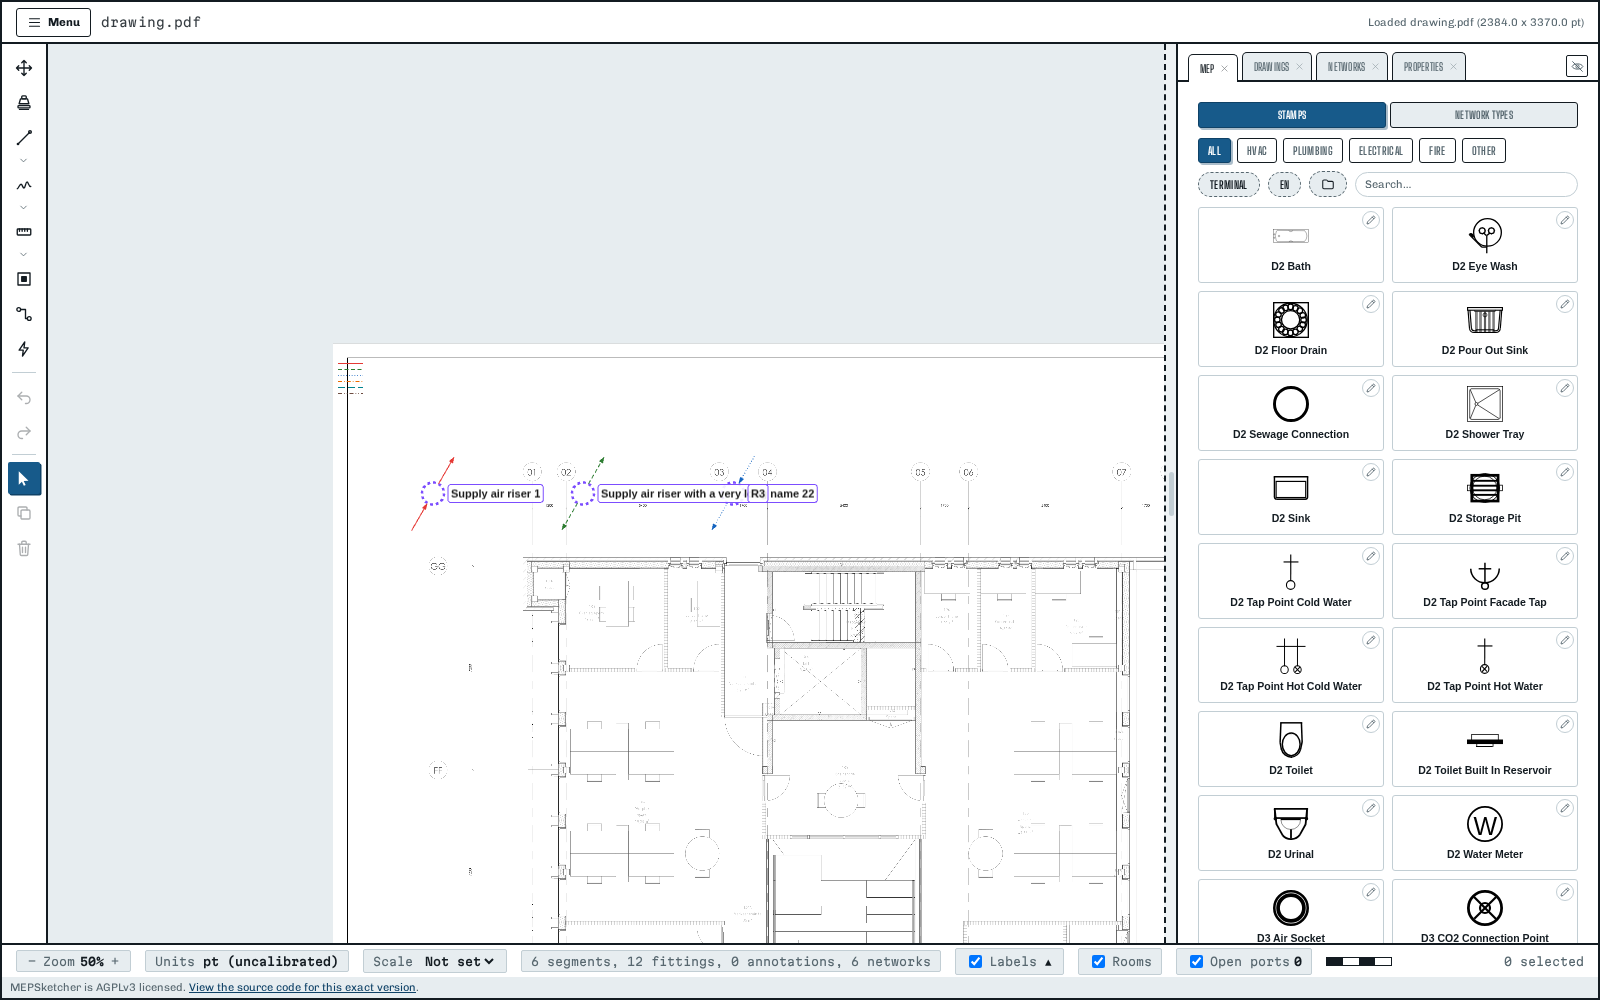 Menu
drawing.pdf
Loaded drawing.pdf (2384.0 x 3370.0 pt)
MEP
DRAWINGS
NETWORKS
PROPERTIES
STAMPS
NETWORK TYPES
ALL
HVAC
PLUMBING
ELECTRICAL
FIRE
OTHER
TERMINAL
EN
Search...
D2 Bath
D2 Eye Wash
D2 Floor Drain
D2 Pour Out Sink
D2 Sewage Connection
D2 Shower Tray
D2 Sink
D2 Storage Pit
D2 Tap Point Cold Water
D2 Tap Point Facade Tap
D2 Tap Point Hot Cold Water
D2 Tap Point Hot Water
D2 Toilet
D2 Toilet Built In Reservoir
D2 Urinal
D2 Water Meter
D3 Air Socket
D3 CO2 Connection Point
01
02
03
04
05
06
07
Supply air riser 1
Supply air riser with a very l
R3
name 22
GG
FF
− Zoom 50% +
Units pt (uncalibrated)
Scale Not set
6 segments, 12 fittings, 0 annotations, 6 networks
Labels ▲
Rooms
Open ports 0
0 selected
MEPSketcher is AGPLv3 licensed. View the source code for this exact version.